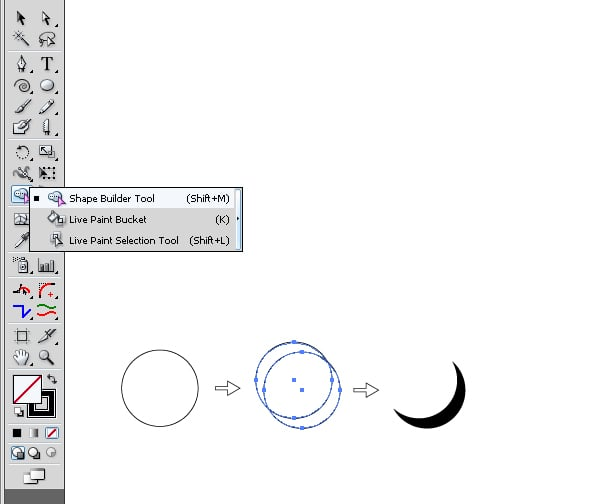 T
Shape Builder Tool (Shift+M)
Live Paint Bucket (K)
Live Paint Selection Tool (Shift+L)